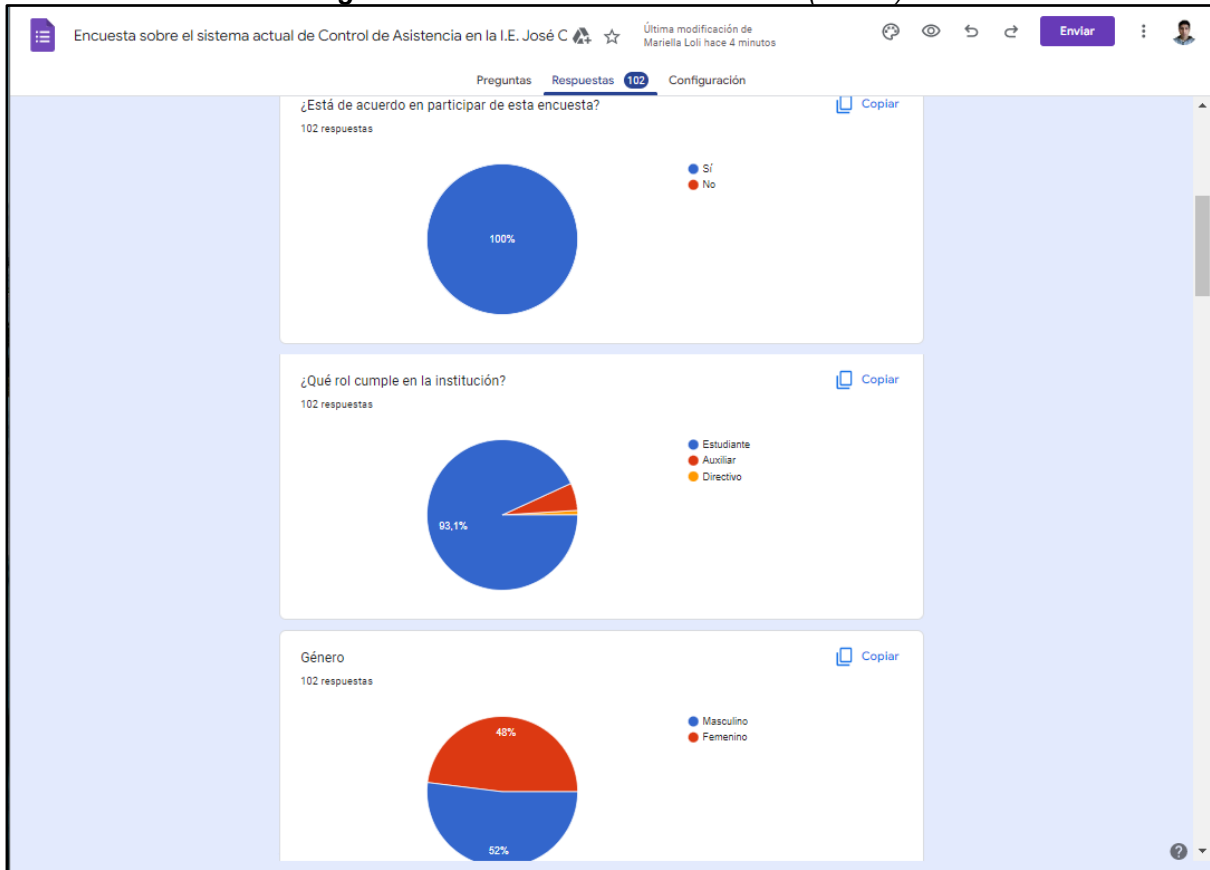 Encuesta sobre el sistema actual de Control de Asistencia en la I.E. José C
Última modificación de
Mariella Loli hace 4 minutos
Enviar
Preguntas Respuestas 102 Configuración
¿Está de acuerdo en participar de esta encuesta?
Copiar
102 respuestas
Sí
No
100%
¿Qué rol cumple en la institución?
Copiar
102 respuestas
Estudiante
Auxiliar
Directivo
93,1%
Género
Copiar
102 respuestas
Masculino
Femenino
48%
52%